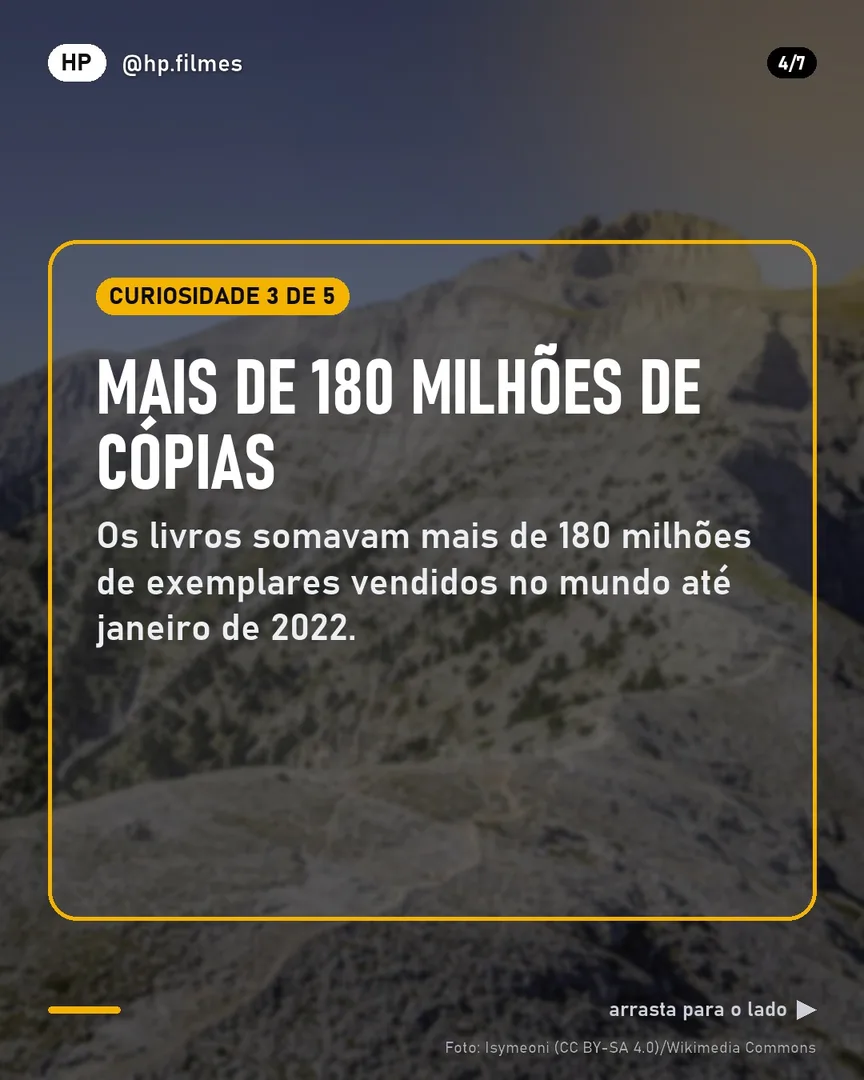 HP @hp.filmes
4/7
CURIOSIDADE 3 DE 5
MAIS DE 180 MILHÕES DE
CÓPIAS
Os livros somavam mais de 180 milhões
de exemplares vendidos no mundo até
janeiro de 2022.
arrasta para o lado ▶
Foto: Isymeoni (CC BY-SA 4.0)/Wikimedia Commons